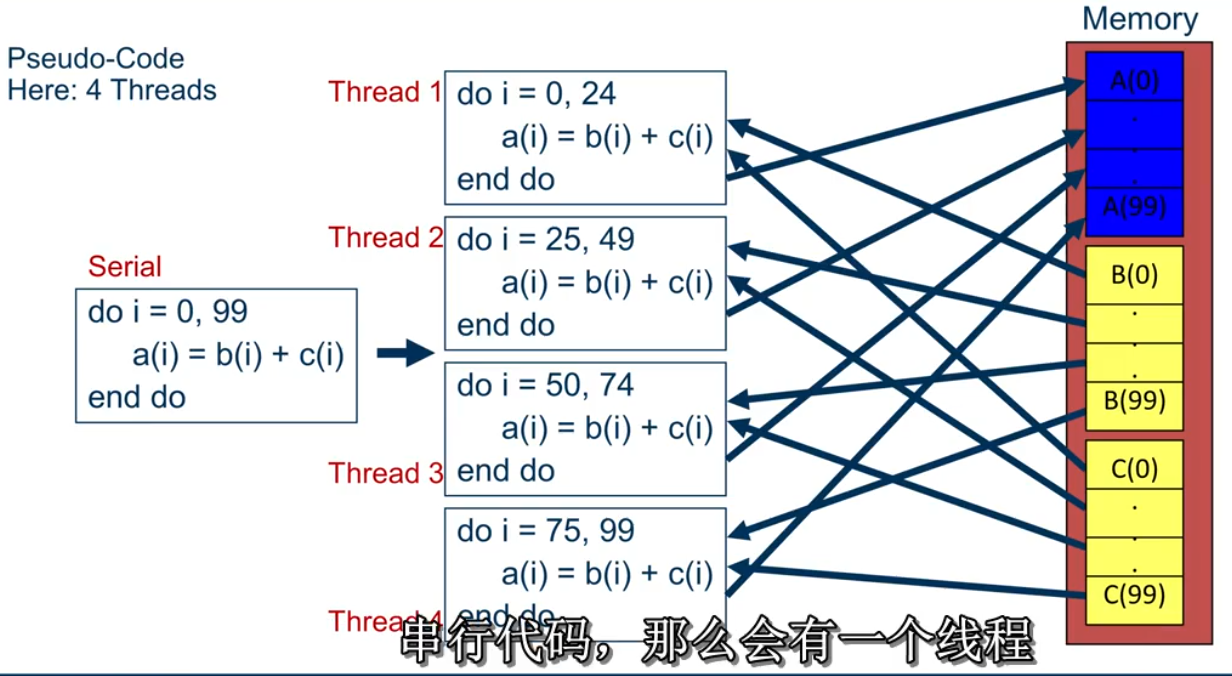 Memory
Pseudo-Code
Here: 4 Threads
Serial
do i = 0, 99
a(i) = b(i) + c(i)
end do
Thread 1
do i = 0, 24
a(i) = b(i) + c(i)
end do
Thread 2
do i = 25, 49
a(i) = b(i) + c(i)
end do
Thread 3
do i = 50, 74
a(i) = b(i) + c(i)
end do
Thread 4
do i = 75, 99
a(i) = b(i) + c(i)
end do
A(0)
.
.
.
A(99)
B(0)
.
.
.
B(99)
C(0)
.
.
.
C(99)
串行代码，那么会有一个线程